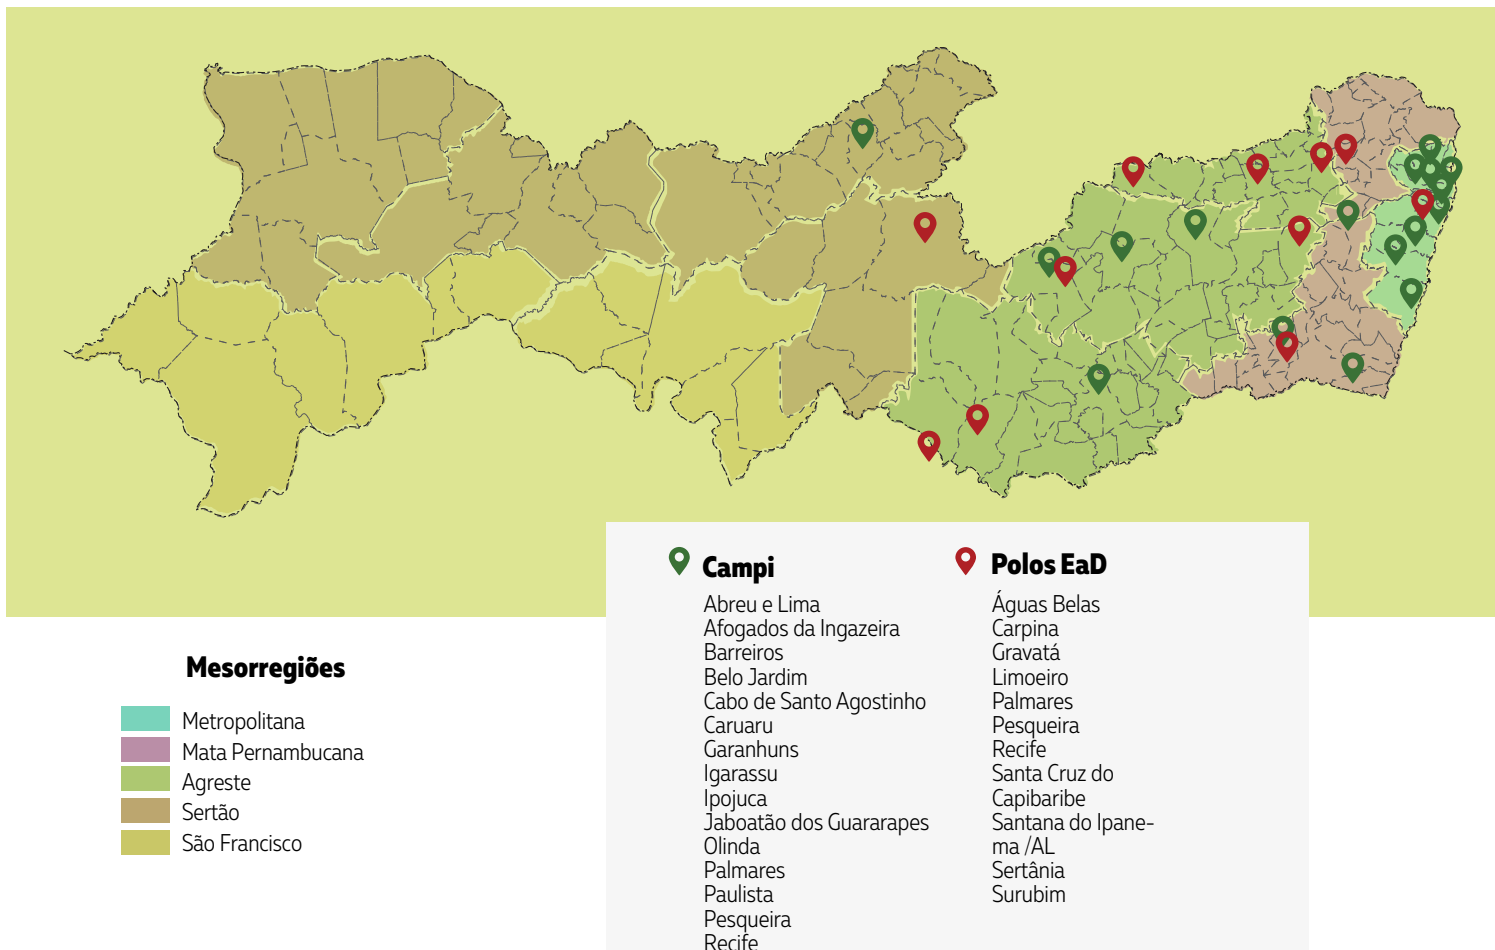 Campi
Abreu e Lima
Afogados da Ingazeira
Barreiros
Belo Jardim
Cabo de Santo Agostinho
Caruaru
Garanhuns
Igarassu
Ipojuca
Jaboatão dos Guararapes
Olinda
Palmares
Paulista
Pesqueira
Recife
Polos EaD
Águas Belas
Carpina
Gravatá
Limoeiro
Palmares
Pesqueira
Recife
Santa Cruz do
Capibaribe
Santana do Ipane-
ma /AL
Sertânia
Surubim
Mesorregiões
Metropolitana
Mata Pernambucana
Agreste
Sertão
São Francisco